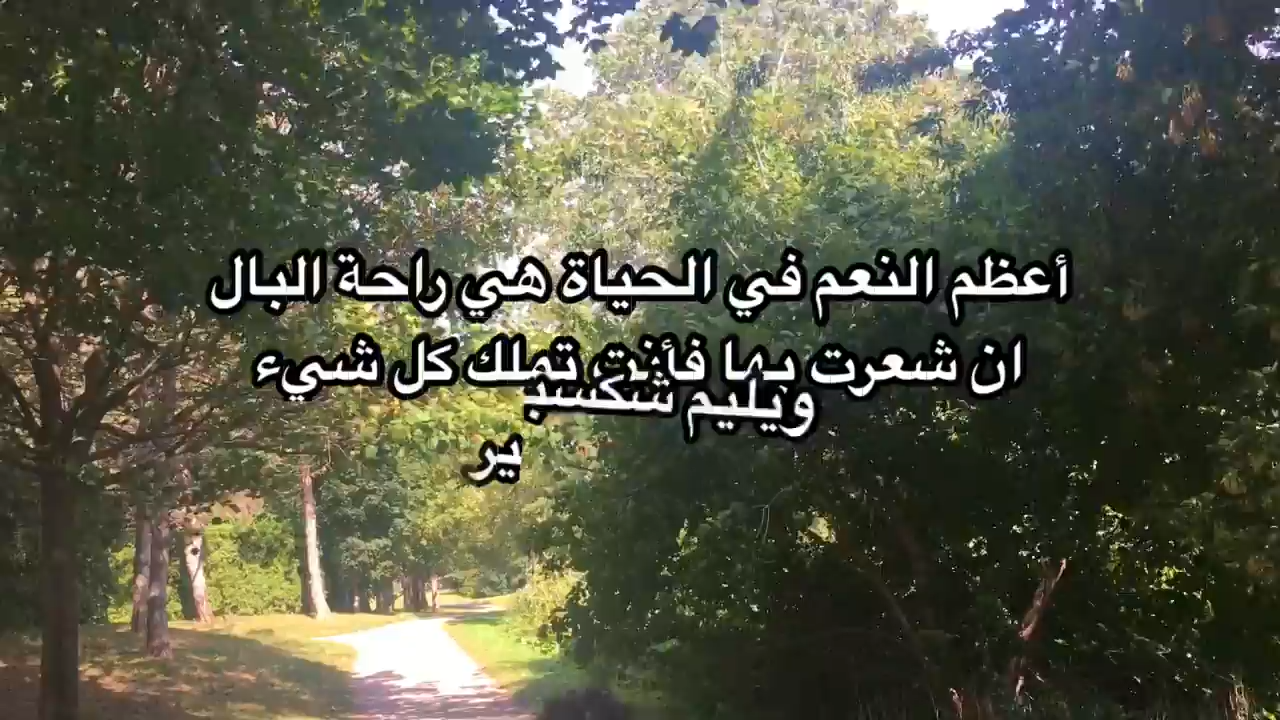 أعظم النعم في الحياة هي راحة البال
ان شعرت بها فأنت تملك كل شيء
ويليم شكسب
ير